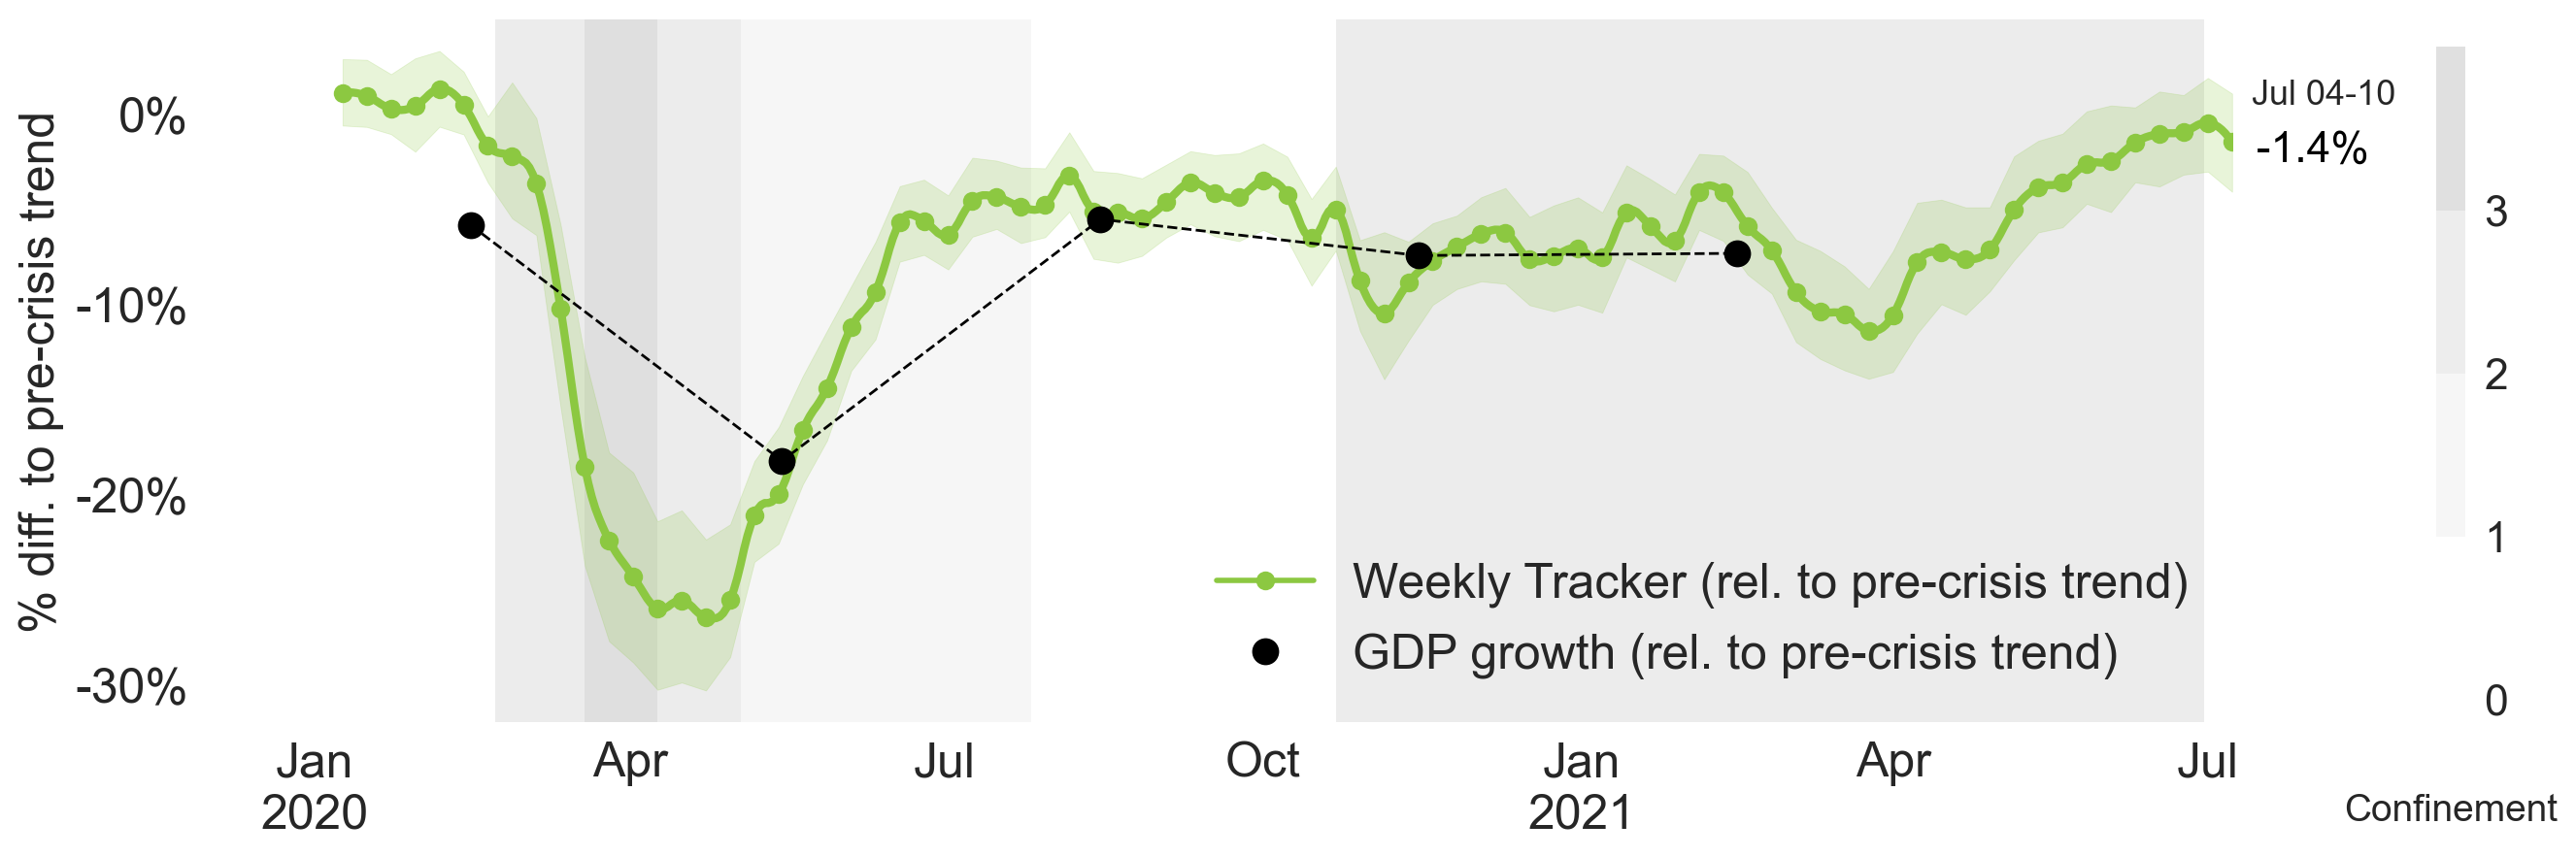 % diff. to pre-crisis trend
0%
-10%
-20%
-30%
Jan
2020
Apr
Jul
Oct
Jan
2021
Apr
Jul
Weekly Tracker (rel. to pre-crisis trend)
GDP growth (rel. to pre-crisis trend)
Jul 04-10
-1.4%
3
2
1
0
Confinement